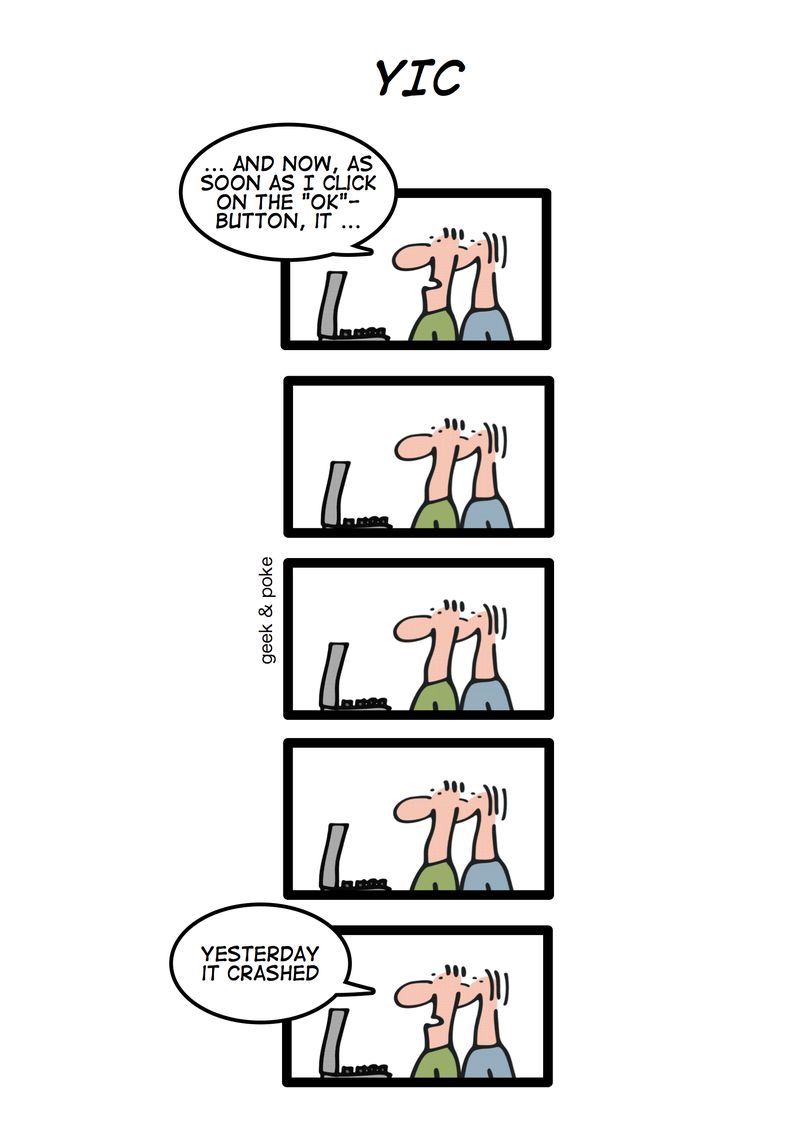 YIC
... AND NOW, AS
SOON AS I CLICK
ON THE "OK"-
BUTTON, IT ...
geek & poke
YESTERDAY
IT CRASHED